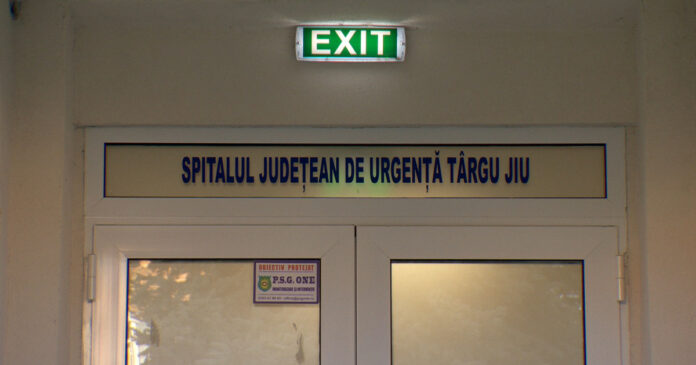 EXIT
SPITALUL JUDEȚEAN DE URGENȚĂ TÂRGU JIU
OBIECTIV PROTEJAT
P.S.G. ONE